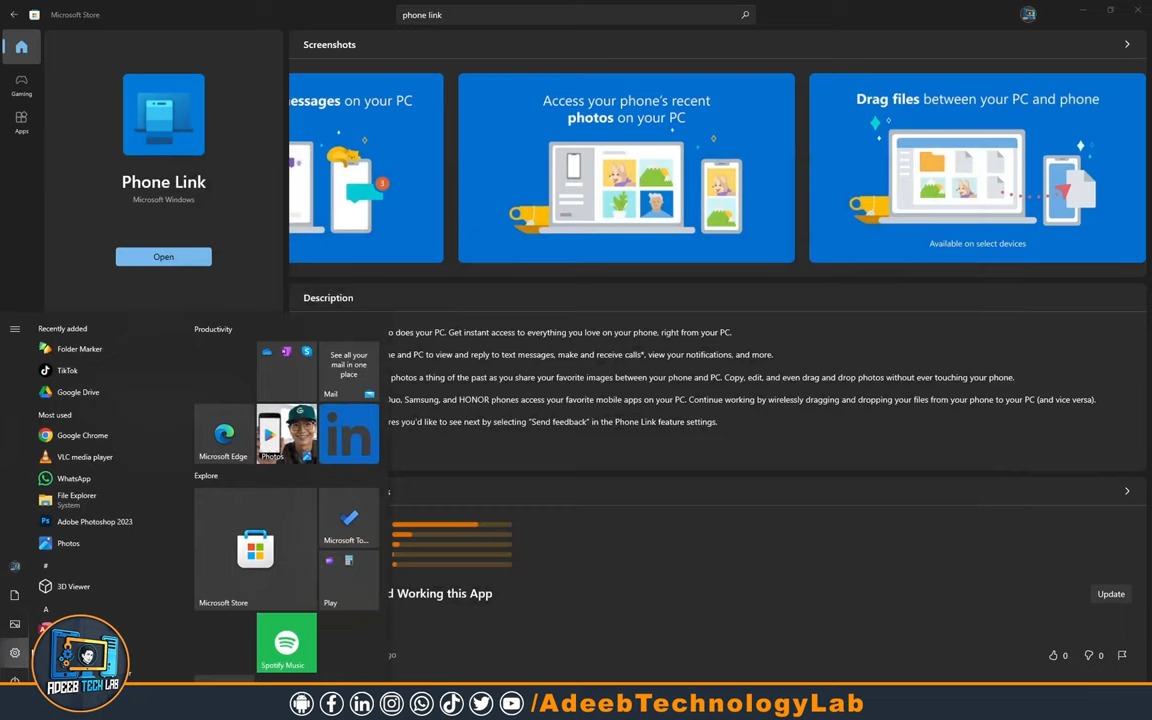 Microsoft Store
phone link
Gaming
Apps
Phone Link
Microsoft Windows
Open
Screenshots
essages on your PC
Access your phone's recent
photos on your PC
3
Drag files between your PC and phone
Available on select devices
Description
o does your PC. Get instant access to everything you love on your phone, right from your PC.
ne and PC to view and reply to text messages, make and receive calls*, view your notifications, and more.
photos a thing of the past as you share your favorite images between your phone and PC. Copy, edit, and even drag and drop photos without ever touching your phone.
Duo, Samsung, and HONOR phones access your favorite mobile apps on your PC. Continue working by wirelessly dragging and dropping your files from your phone to your PC (and vice versa).
res you'd like to see next by selecting "Send feedback" in the Phone Link feature settings.
s
d Working this App
Update
go
0
0
Recently added
Folder Marker
TikTok
Google Drive
Most used
Google Chrome
VLC media player
WhatsApp
File Explorer
System
Adobe Photoshop 2023
Photos
#
3D Viewer
A
Productivity
See all your
mail in one
place
Mail
Microsoft Edge
Photos
in
Explore
Microsoft Store
Microsoft To...
Play
Spotify Music
ADEEB TECH LAB
/AdeebTechnologyLab